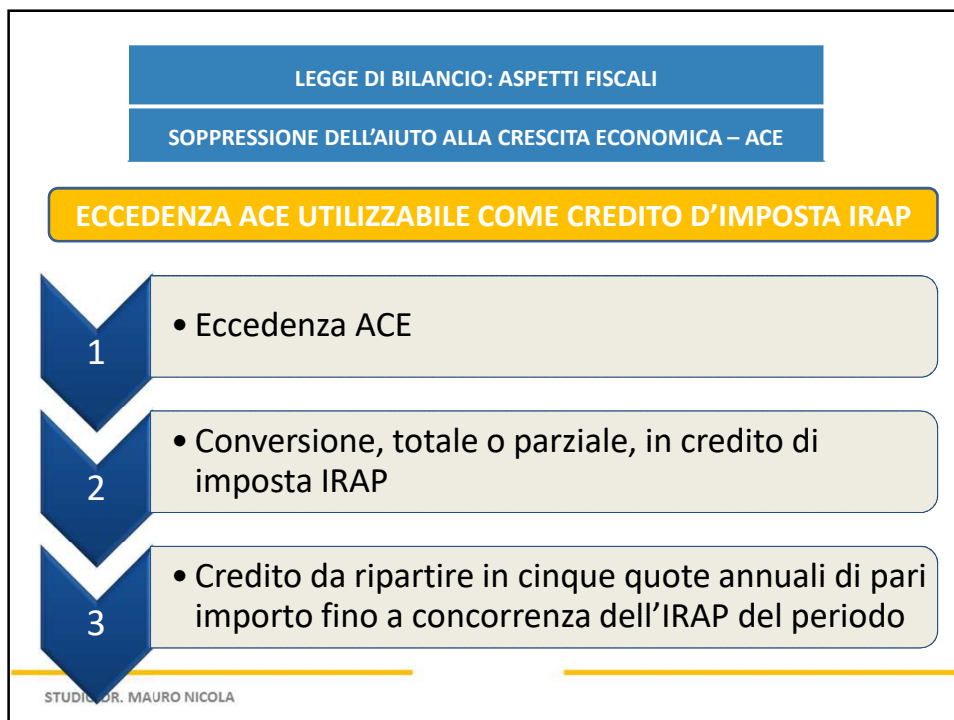 LEGGE DI BILANCIO: ASPETTI FISCALI
SOPPRESSIONE DELL'AIUTO ALLA CRESCITA ECONOMICA – ACE
ECCEDENZA ACE UTILIZZABILE COME CREDITO D'IMPOSTA IRAP
1
• Eccedenza ACE
2
• Conversione, totale o parziale, in credito di
imposta IRAP
3
• Credito da ripartire in cinque quote annuali di pari
importo fino a concorrenza dell'IRAP del periodo
STUDIO DR. MAURO NICOLA